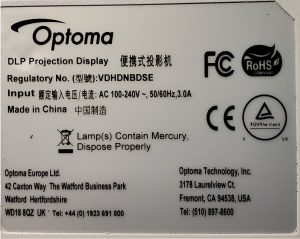 Optoma
DLP Projection Display 便携式投影机
Regulatory No. (型号): VDHDNBDSE
Input 额定输入电压/电流: AC 100-240V ~, 50/60Hz, 3.0A
Made in China 中国制造
FC
RoHS
COMPLIANT
Lamp(s) Contain Mercury,
Dispose Properly
TÜVRheinland
Optoma Europe Ltd.
42 Caxton Way The Watford Business Park
Watford Hertfordshire
WD18 8QZ UK Tel: +44 (0) 1923 691 800
Optoma Technology, Inc.
3178 Laurelview Ct.
Fremont, CA 94538, USA
Tel: (510) 897-8600